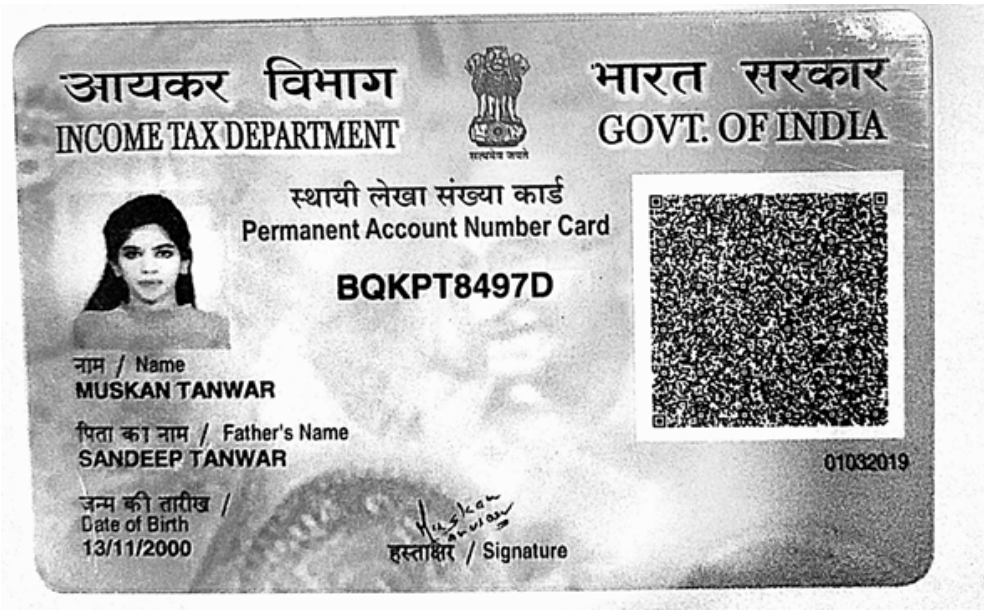 आयकर विभाग
INCOME TAX DEPARTMENT
सत्यमेव जयते
भारत सरकार
GOVT. OF INDIA
स्थायी लेखा संख्या कार्ड
Permanent Account Number Card
BQKPT8497D
नाम / Name
MUSKAN TANWAR
पिता का नाम / Father's Name
SANDEEP TANWAR
जन्म की तारीख /
Date of Birth
13/11/2000
Muskan
हस्ताक्षर / Signature
01032019